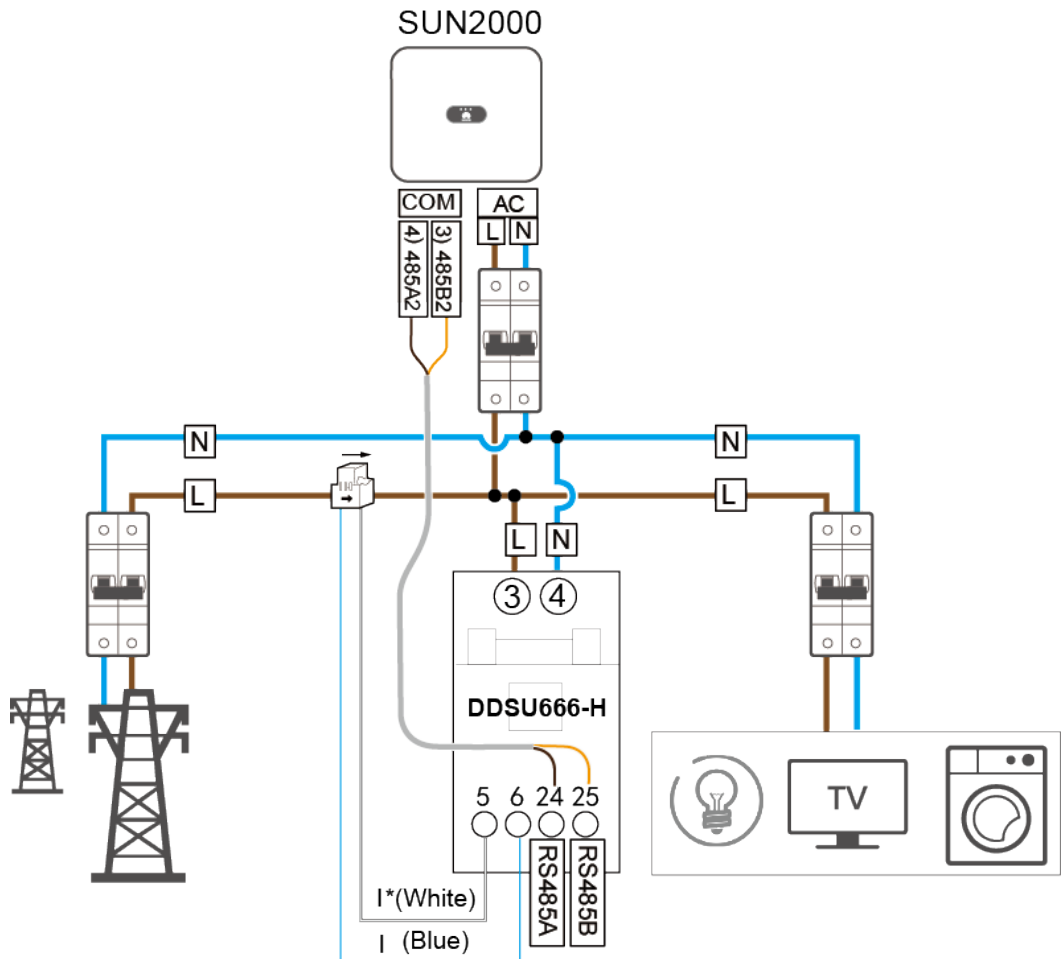 SUN2000
COM
AC
4) 485A2
3) 485B2
L
N
N
N
L
L
L
N
3
4
DDSU666-H
TV
5
6
24
25
RS485A
RS485B
I*(White)
I (Blue)